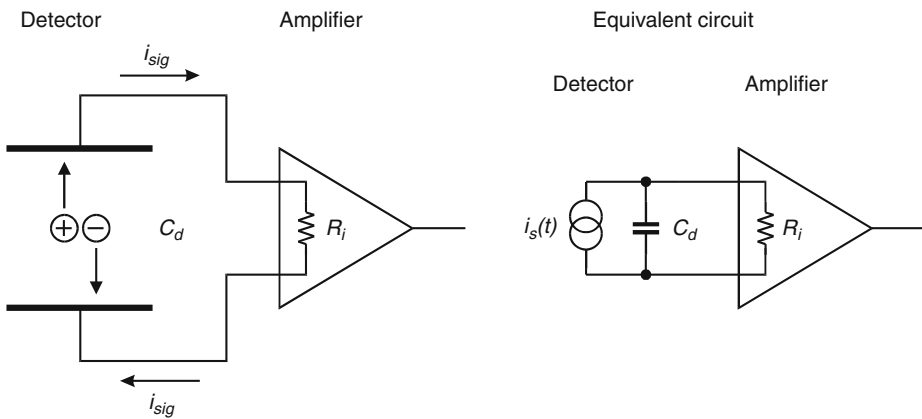 Detector
Amplifier
Equivalent circuit
i_sig
Detector
Amplifier
C_d
R_i
i_s(t)
C_d
R_i
i_sig